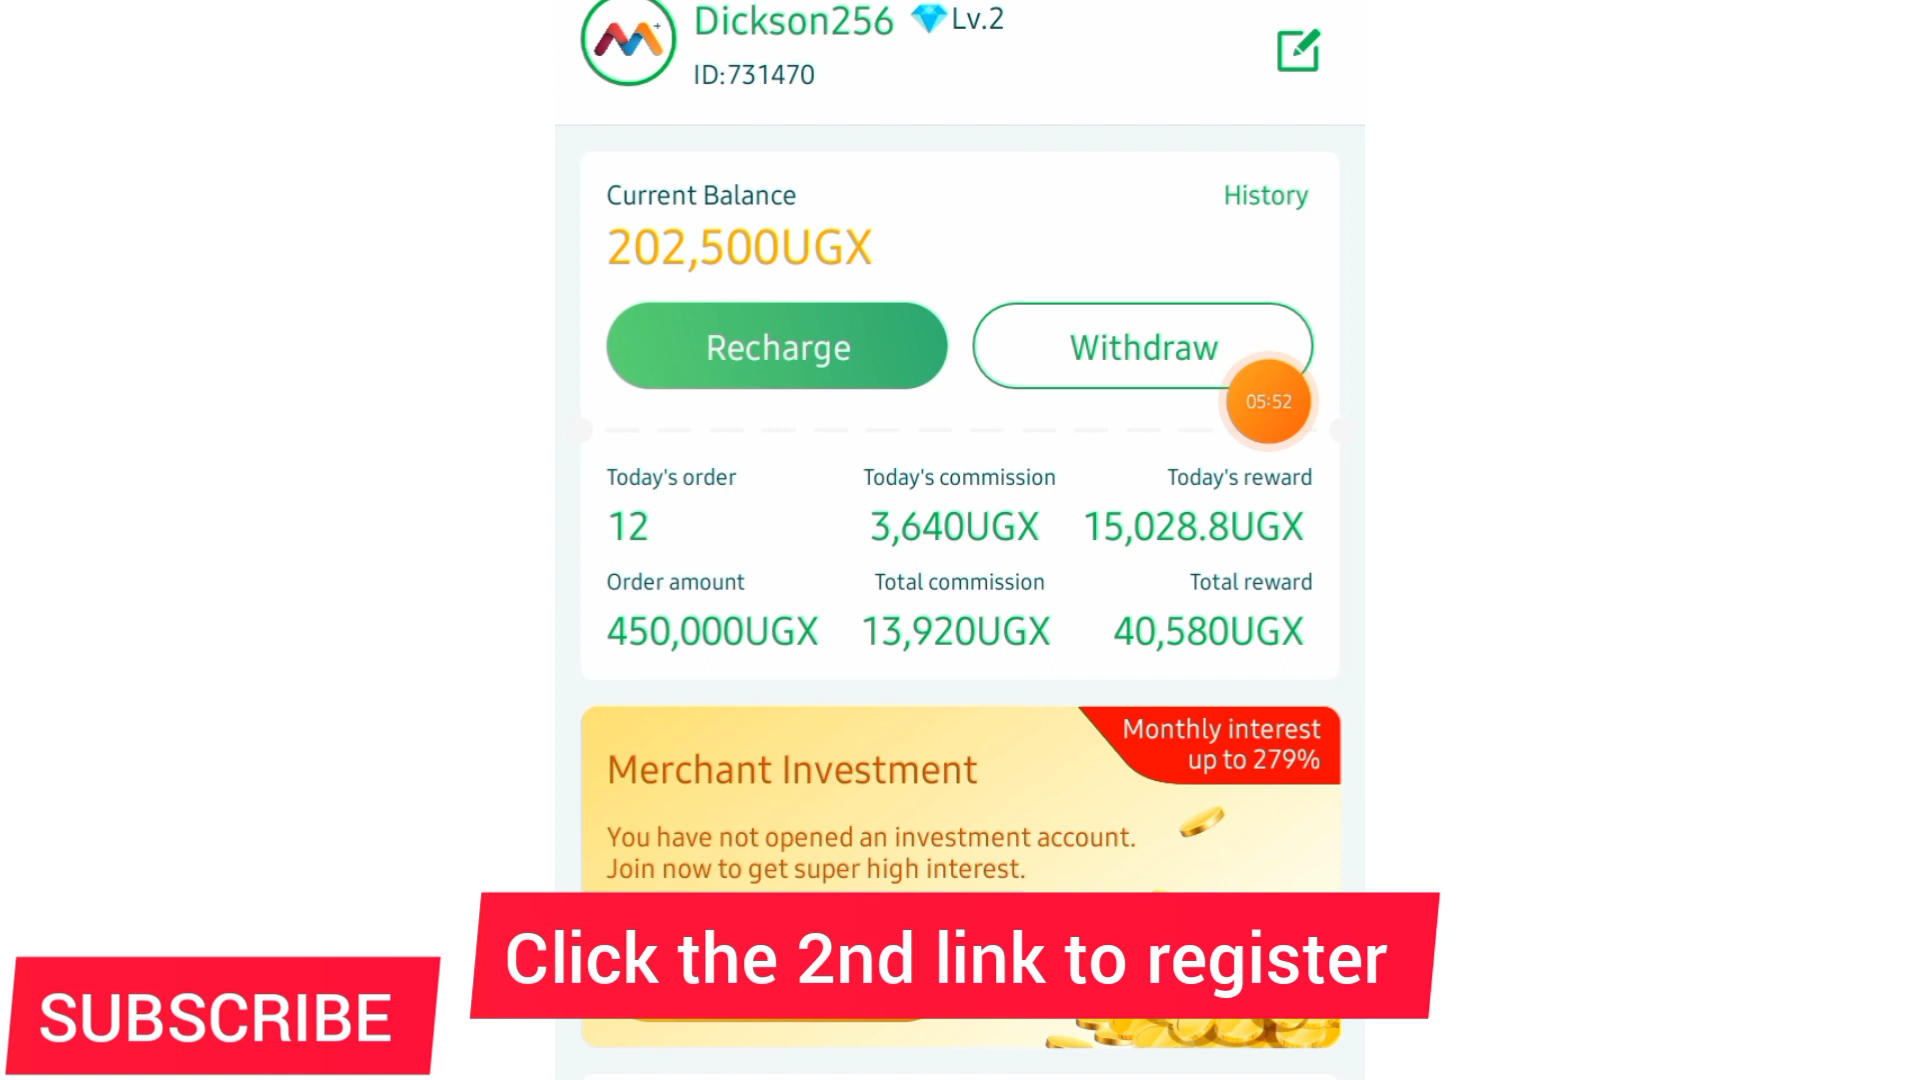 Dickson256 Lv.2
ID:731470
Current Balance
History
202,500UGX
Recharge
Withdraw
05:52
Today's order
Today's commission
Today's reward
12
3,640UGX
15,028.8UGX
Order amount
Total commission
Total reward
450,000UGX
13,920UGX
40,580UGX
Monthly interest
up to 279%
Merchant Investment
You have not opened an investment account.
Join now to get super high interest.
Click the 2nd link to register
SUBSCRIBE